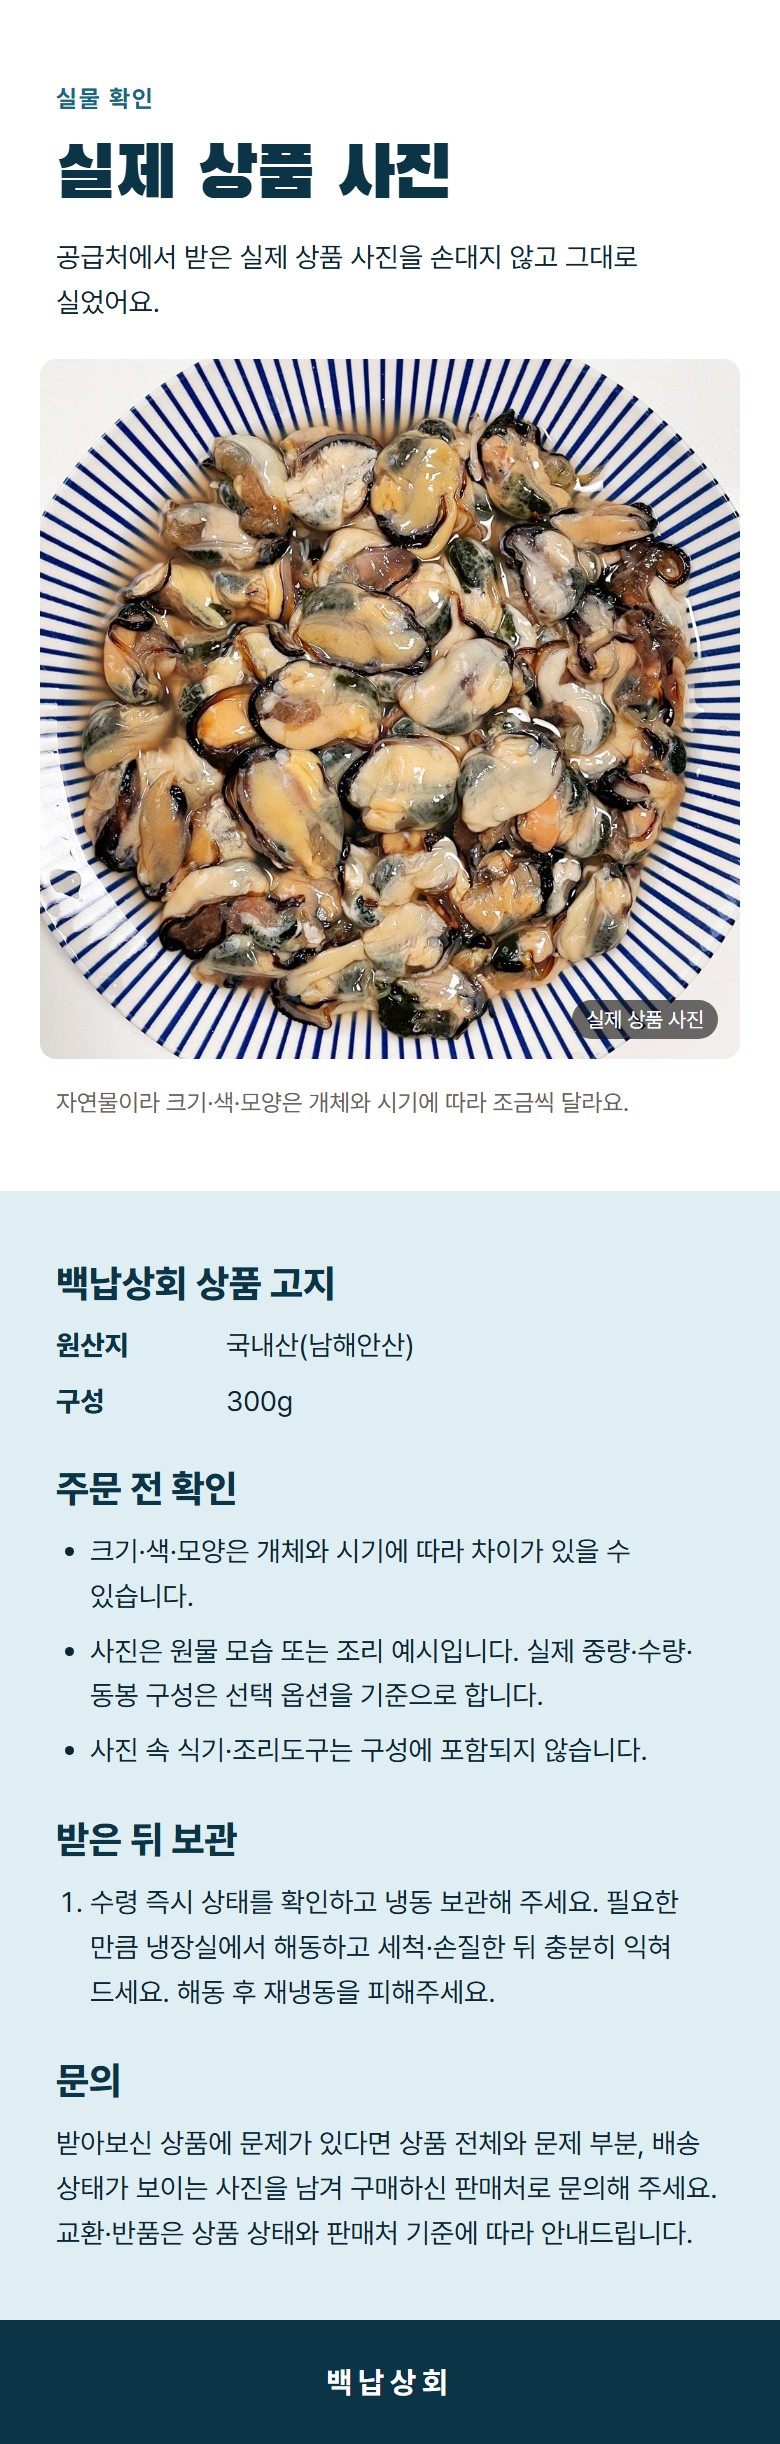 실물 확인
실제 상품 사진
공급처에서 받은 실제 상품 사진을 손대지 않고 그대로
실었어요.
실제 상품 사진
자연물이라 크기·색·모양은 개체와 시기에 따라 조금씩 달라요.
백납상회 상품 고지
원산지 국내산(남해안산)
구성 300g
주문 전 확인
• 크기·색·모양은 개체와 시기에 따라 차이가 있을 수
있습니다.
• 사진은 원물 모습 또는 조리 예시입니다. 실제 중량·수량·
동봉 구성은 선택 옵션을 기준으로 합니다.
• 사진 속 식기·조리도구는 구성에 포함되지 않습니다.
받은 뒤 보관
1. 수령 즉시 상태를 확인하고 냉동 보관해 주세요. 필요한
만큼 냉장실에서 해동하고 세척·손질한 뒤 충분히 익혀
드세요. 해동 후 재냉동을 피해주세요.
문의
받아보신 상품에 문제가 있다면 상품 전체와 문제 부분, 배송
상태가 보이는 사진을 남겨 구매하신 판매처로 문의해 주세요.
교환·반품은 상품 상태와 판매처 기준에 따라 안내드립니다.
백납상회